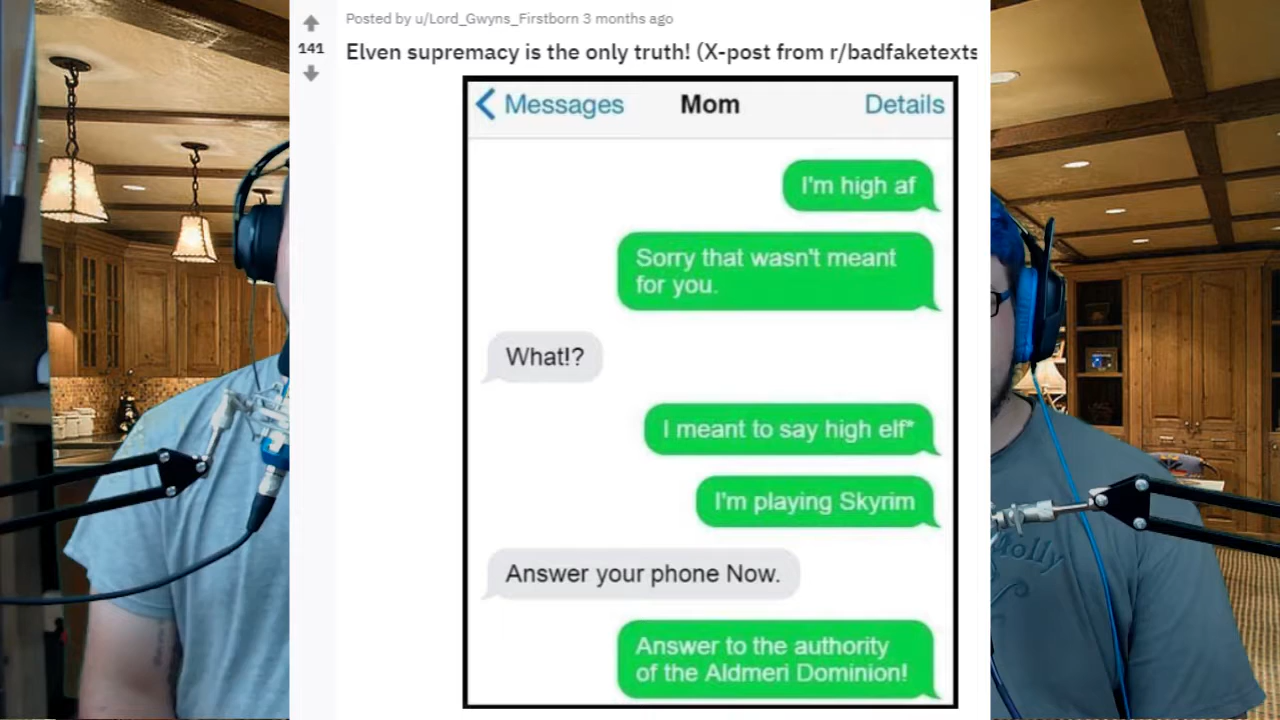 Posted by u/Lord_Gwyns_Firstborn 3 months ago
141
Elven supremacy is the only truth! (X-post from r/badfaketexts
Messages Mom Details
I'm high af
Sorry that wasn't meant
for you.
What!?
I meant to say high elf*
I'm playing Skyrim
Answer your phone Now.
Answer to the authority
of the Aldmeri Dominion!
Molly